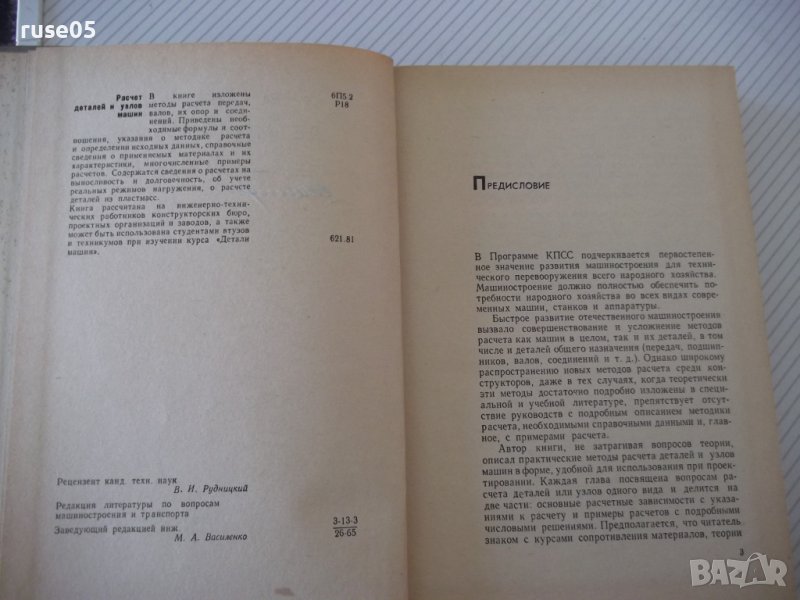 ruse05
Расчет
деталей и узлов
машин
В книге изложены
методы расчета передач,
валов, их опор и соеди-
нений. Приведены необ-
ходимые формулы и соот-
ношения, указания о методике расчета
и определении исходных данных, справочные
сведения о применяемых материалах и их
характеристики, многочисленные примеры
расчетов. Содержатся сведения о расчетах на
выносливость и долговечность, об учете
реальных режимов нагружения, о расчете
деталей из пластмасс.
Книга рассчитана на инженерно-техни-
ческих работников конструкторских бюро,
проектных организаций и заводов, а также
может быть использована студентами втузов
и техникумов при изучении курса «Детали
машин».
6П5.2
Р18
621.81
Рецензент канд. техн. наук
В. И. Рудницкий
Редакция литературы по вопросам
машиностроения и транспорта
Заведующий редакцией инж.
М. А. Василенко
3-13-3
26-65
ПРЕДИСЛОВИЕ
В Программе КПСС подчеркивается первостепен-
ное значение развития машиностроения для техни-
ческого перевооружения всего народного хозяйства.
Машиностроение должно полностью обеспечить по-
требности народного хозяйства во всех видах совре-
менных машин, станков и аппаратуры.
Быстрое развитие отечественного машиностроения
вызвало совершенствование и усложнение методов
расчета как машин в целом, так и их деталей, в том
числе и деталей общего назначения (передач, подшип-
ников, валов, соединений и т. д.). Однако широкому
распространению новых методов расчета среди кон-
структоров, даже в тех случаях, когда теоретически
эти методы достаточно подробно изложены в специ-
альной и учебной литературе, препятствует отсут-
ствие руководств с подробным описанием методики
расчета, необходимыми справочными данными и, глав-
ное, с примерами расчета.
Автор книги, не затрагивая вопросов теории,
описал практические методы расчета деталей и узлов
машин в форме, удобной для использования при проек-
тировании. Каждая глава посвящена вопросам рас-
чета деталей или узлов одного вида и делится на
две части: основные расчетные зависимости с указа-
ниями к расчету и примеры расчетов с подробными
числовыми решениями. Предполагается, что читатель
знаком с курсами сопротивления материалов, теории
3
BAZAR